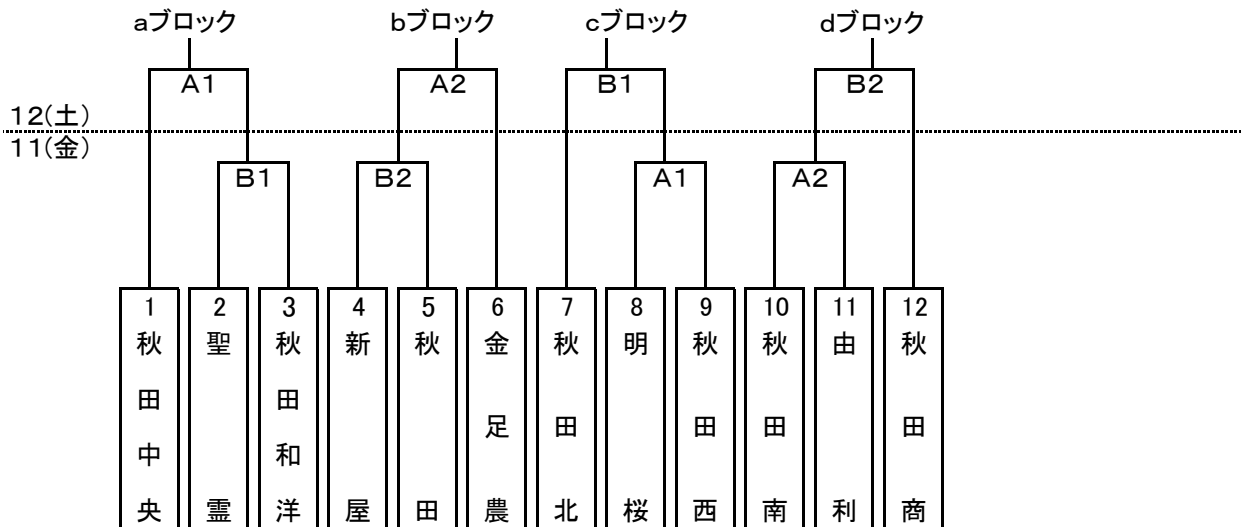 aブロック bブロック cブロック dブロック
A1 A2 B1 B2
12(土)
11(金)
B1 B2 A1 A2
1 2 3 4 5 6 7 8 9 10 11 12
秋田中央
聖霊
秋田和洋
新屋
秋田
金足農
秋田北
明桜
秋田西
秋田南
由利
秋田商